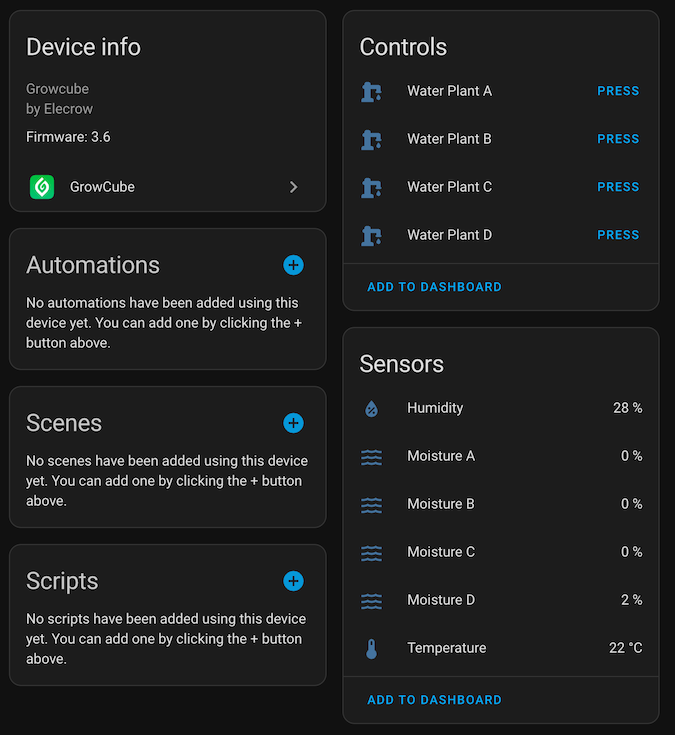 Device info
Growcube
by Elecrow
Firmware: 3.6
GrowCube
Automations
No automations have been added using this
device yet. You can add one by clicking the +
button above.
Scenes
No scenes have been added using this device
yet. You can add one by clicking the + button
above.
Scripts
No scripts have been added using this device
yet. You can add one by clicking the + button
above.
Controls
Water Plant A PRESS
Water Plant B PRESS
Water Plant C PRESS
Water Plant D PRESS
ADD TO DASHBOARD
Sensors
Humidity 28 %
Moisture A 0 %
Moisture B 0 %
Moisture C 0 %
Moisture D 2 %
Temperature 22 °C
ADD TO DASHBOARD